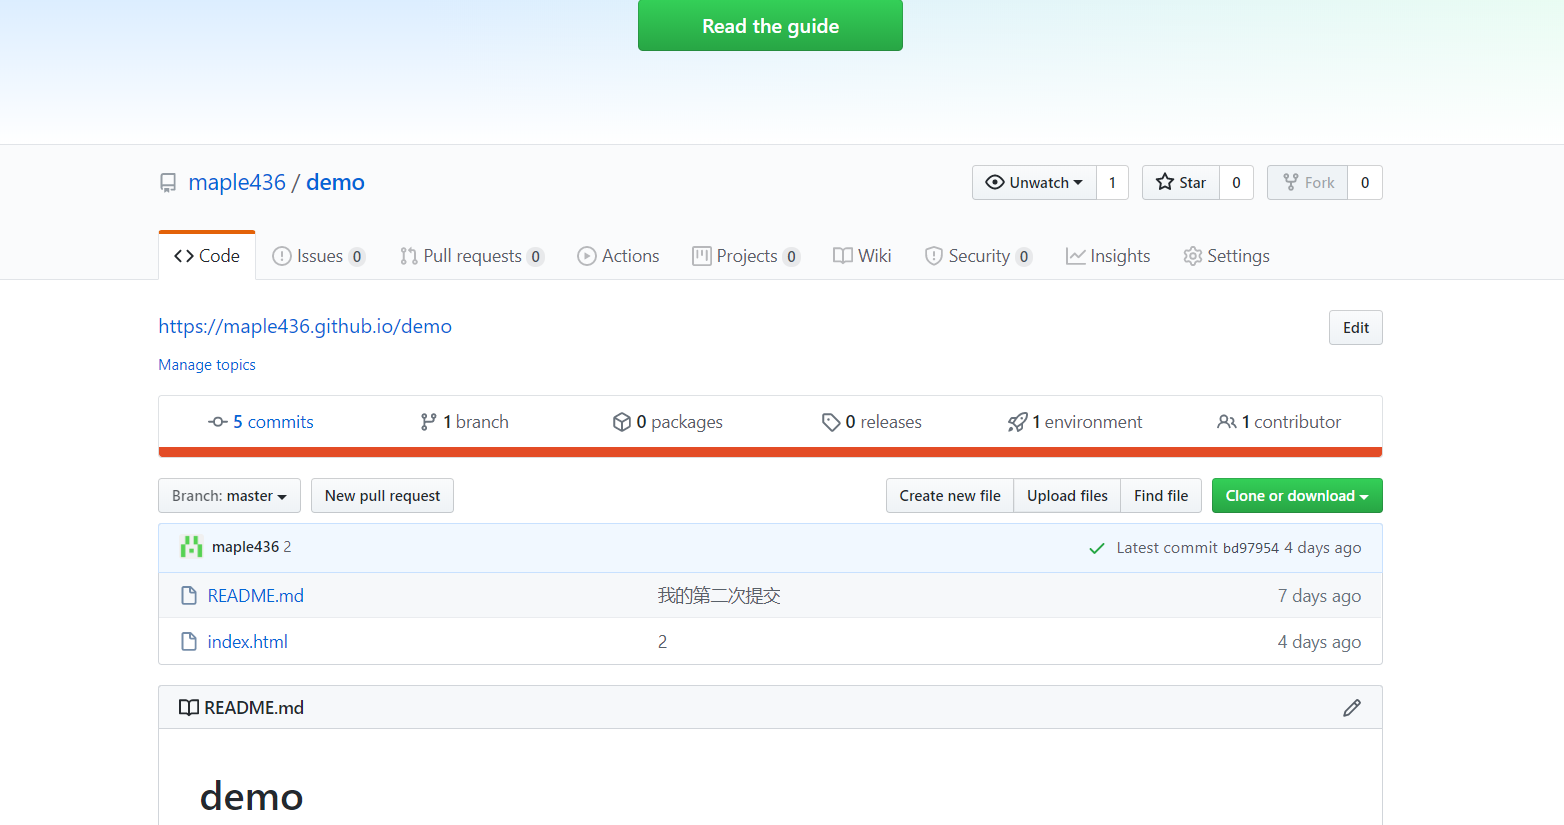 Read the guide
maple436 / demo
Unwatch 1 Star 0 Fork 0
Code Issues 0 Pull requests 0 Actions Projects 0 Wiki Security 0 Insights Settings
https://maple436.github.io/demo Edit
Manage topics
5 commits 1 branch 0 packages 0 releases 1 environment 1 contributor
Branch: master New pull request Create new file Upload files Find file Clone or download
maple436 2 Latest commit bd97954 4 days ago
README.md 我的第二次提交 7 days ago
index.html 2 4 days ago
README.md
demo